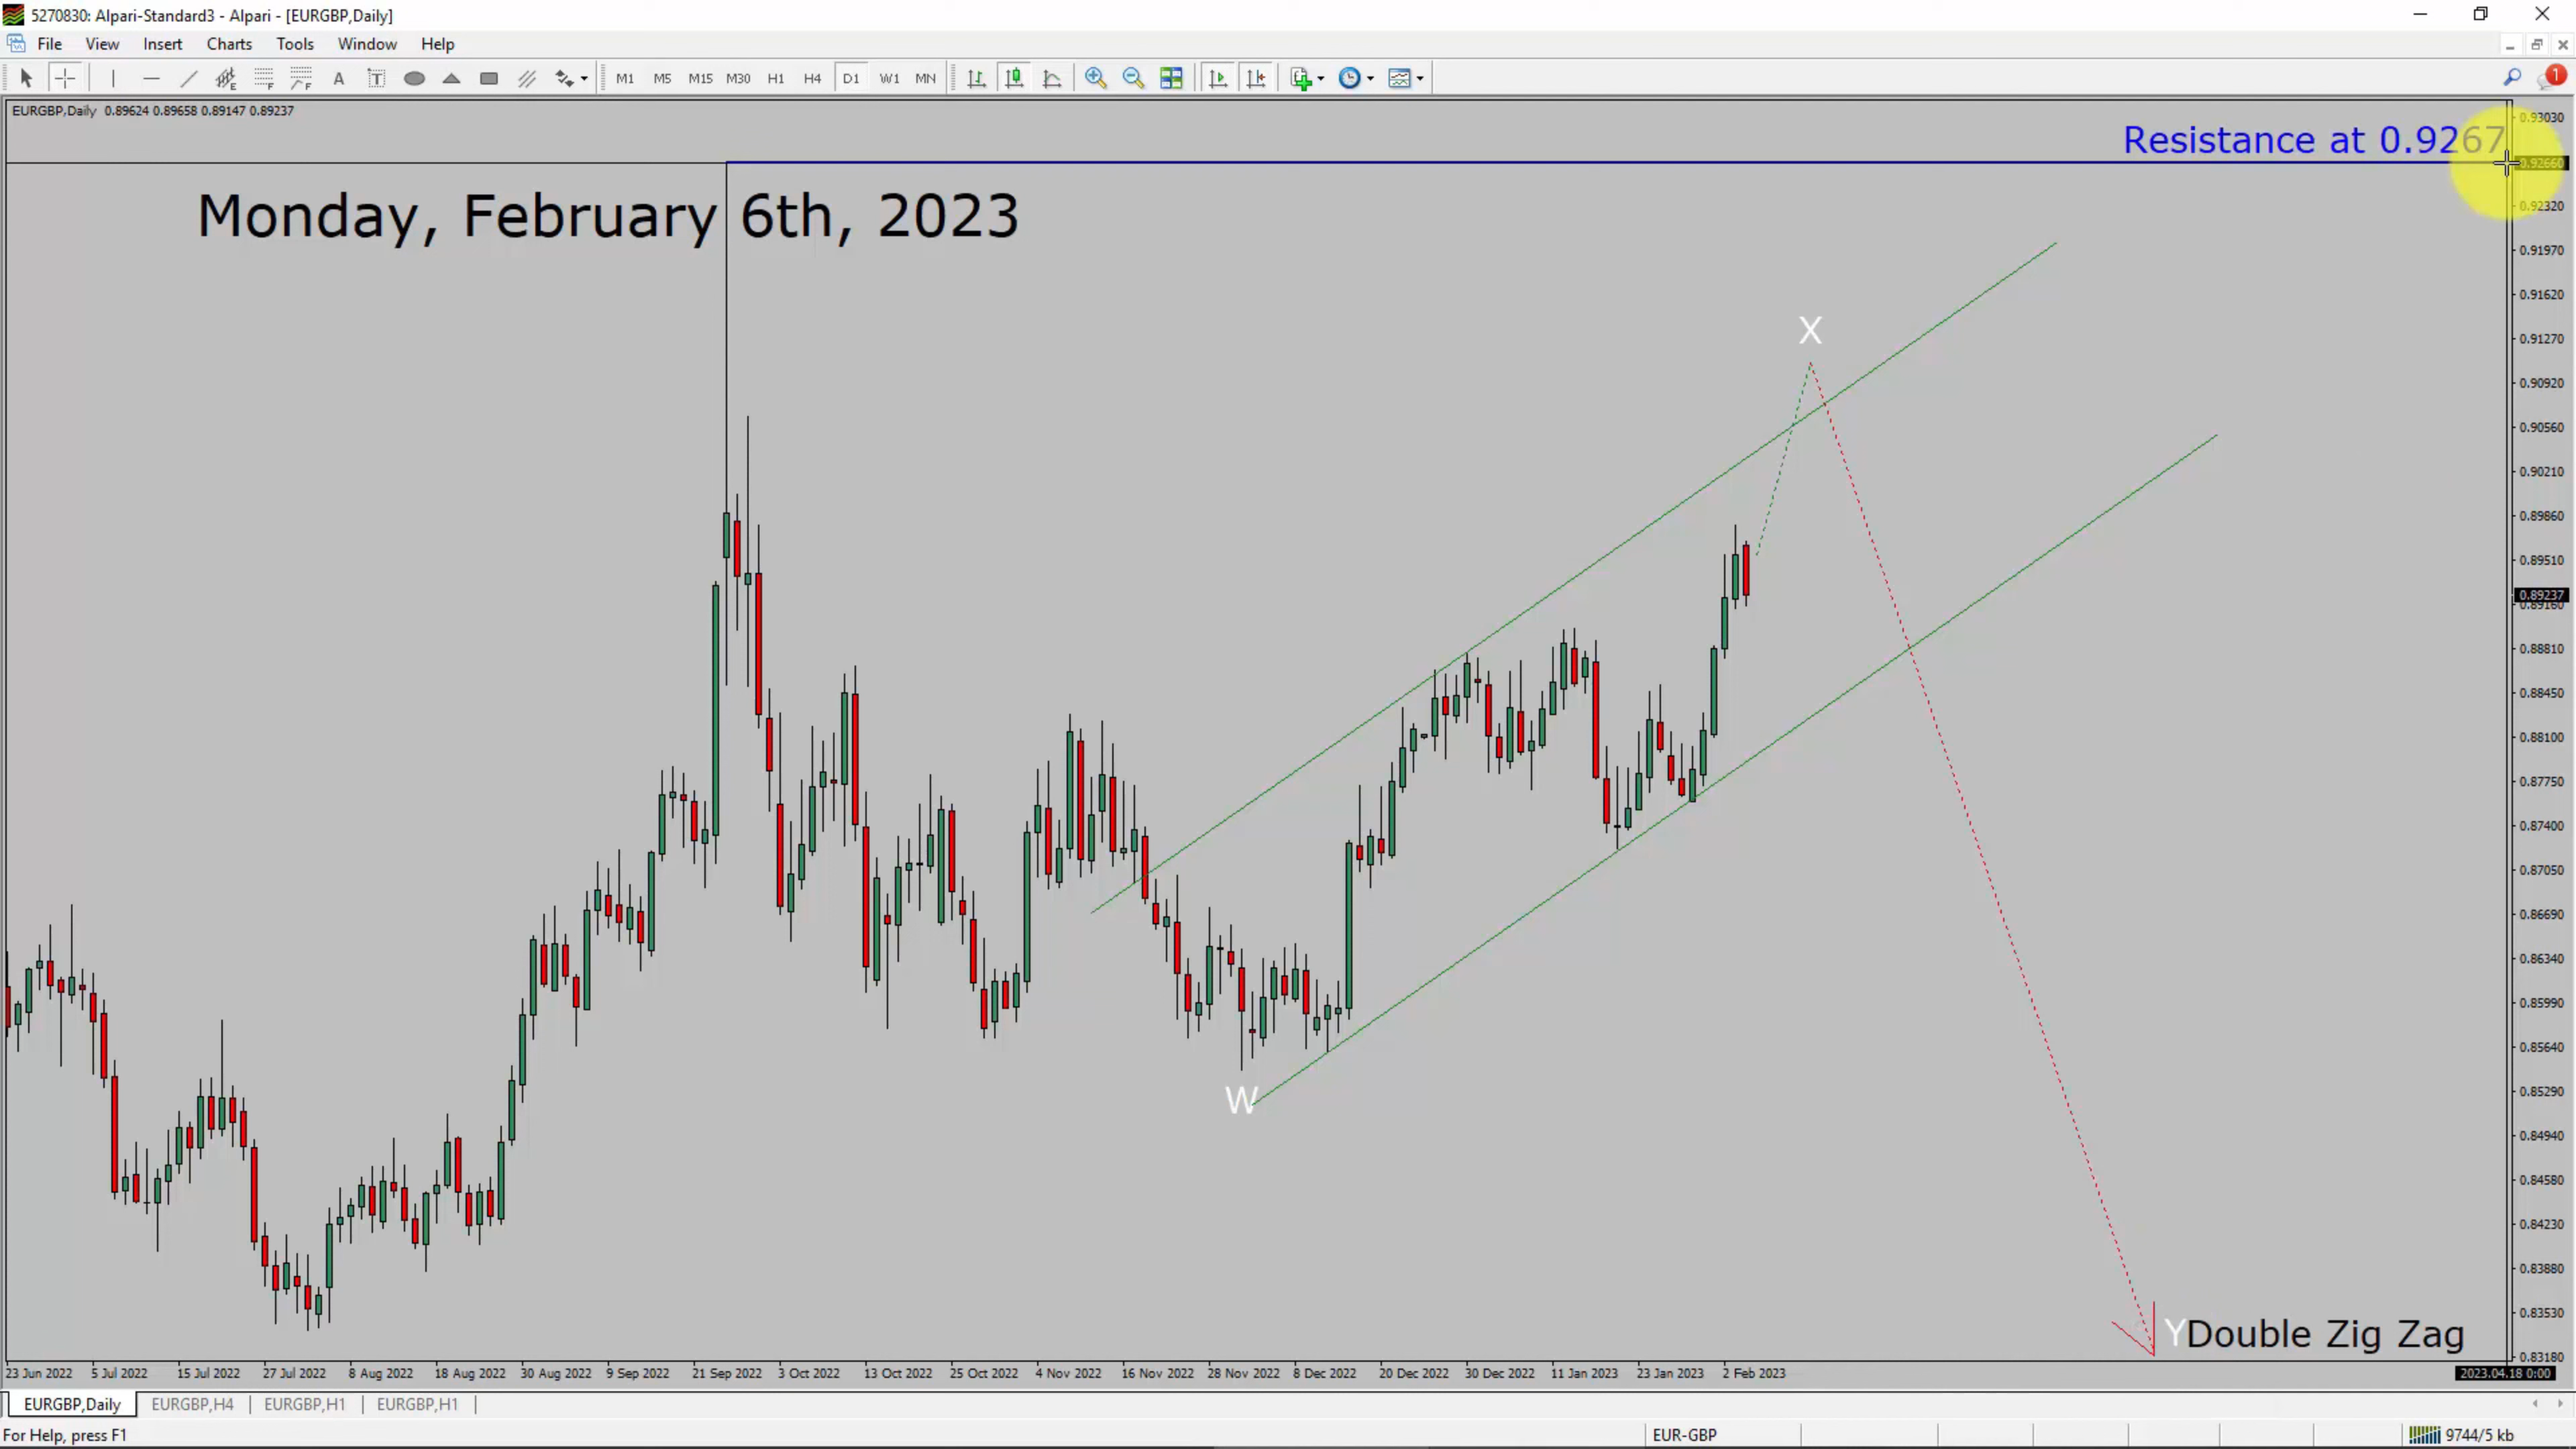 5270830: Alpari-Standard3 - Alpari - [EURGBP,Daily]
File View Insert Charts Tools Window Help
A T M1 M5 M15 M30 H1 H4 D1 W1 MN 1
EURGBP,Daily 0.89624 0.89658 0.89147 0.89237
0.93030
Resistance at 0.9267
0.92660
Monday, February 6th, 2023
0.92320
0.91970
0.91620
X
0.91270
0.90920
0.90560
0.90210
0.89860
0.89510
0.89237
0.89160
0.88810
0.88450
0.88100
0.87750
0.87400
0.87050
0.86690
0.86340
0.85990
0.85640
W
0.85290
0.84940
0.84580
0.84230
0.83880
0.83530
YDouble Zig Zag
0.83180
23 Jun 2022 5 Jul 2022 15 Jul 2022 27 Jul 2022 8 Aug 2022 18 Aug 2022 30 Aug 2022 9 Sep 2022 21 Sep 2022 3 Oct 2022 13 Oct 2022 25 Oct 2022 4 Nov 2022 16 Nov 2022 28 Nov 2022 8 Dec 2022 20 Dec 2022 30 Dec 2022 11 Jan 2023 23 Jan 2023 2 Feb 2023 2023.04.18 0:00
EURGBP,Daily EURGBP,H4 EURGBP,H1 EURGBP,H1
For Help, press F1 EUR-GBP 9744/5 kb